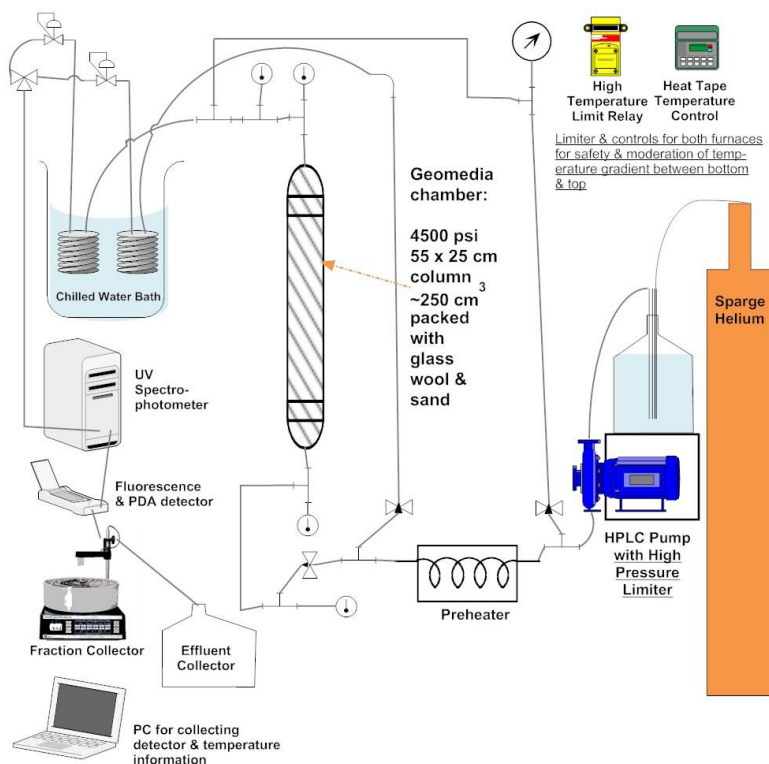 High
Temperature
Limit Relay
Heat Tape
Temperature
Control
Limiter & controls for both furnaces
for safety & moderation of temp-
erature gradient between bottom
& top
Geomedia
chamber:
4500 psi
55 x 25 cm
column
~250 cm³
packed
with
glass
wool &
sand
Sparge
Helium
Chilled Water Bath
UV
Spectro-
photometer
Fluorescence
& PDA detector
HPLC Pump
with High
Pressure
Limiter
Preheater
Fraction Collector
Effluent
Collector
PC for collecting
detector & temperature
information